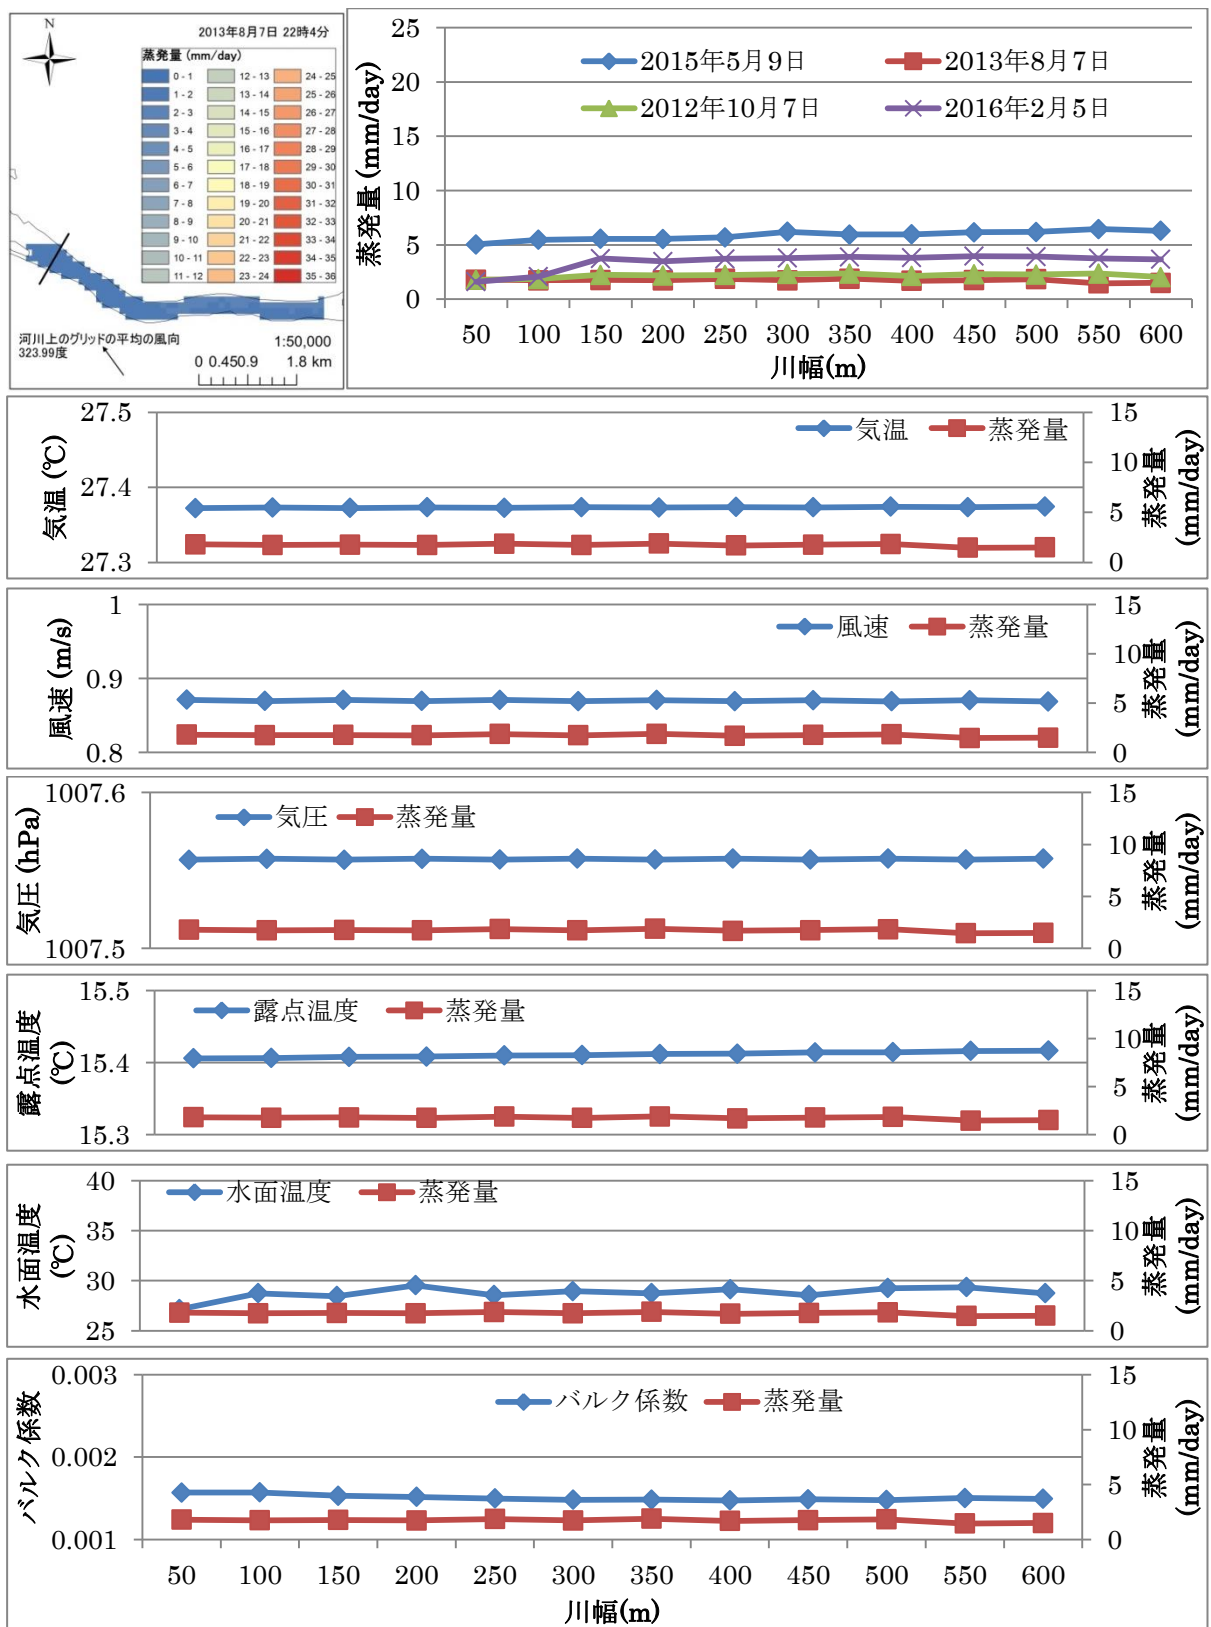 N
2013年8月7日 22時4分
蒸発量 (mm/day)
0 - 1 12 - 13 24 - 25
1 - 2 13 - 14 25 - 26
2 - 3 14 - 15 26 - 27
3 - 4 15 - 16 27 - 28
4 - 5 16 - 17 28 - 29
5 - 6 17 - 18 29 - 30
6 - 7 18 - 19 30 - 31
7 - 8 19 - 20 31 - 32
8 - 9 20 - 21 32 - 33
9 - 10 21 - 22 33 - 34
10 - 11 22 - 23 34 - 35
11 - 12 23 - 24 35 - 36
河川上のグリッドの平均の風向
323.99度
1:50,000
0 0.450.9 1.8 km
蒸発量 (mm/day)
25
20
15
10
5
0
2015年5月9日 2013年8月7日
2012年10月7日 2016年2月5日
50 100 150 200 250 300 350 400 450 500 550 600
川幅(m)
気温 (℃)
27.5
27.4
27.3
気温 蒸発量
15
10
5
0
蒸発量
(mm/day)
風速 (m/s)
1
0.9
0.8
風速 蒸発量
15
10
5
0
蒸発量
(mm/day)
気圧 (hPa)
1007.6
1007.5
気圧 蒸発量
15
10
5
0
蒸発量
(mm/day)
露点温度
(℃)
15.5
15.4
15.3
露点温度 蒸発量
15
10
5
0
蒸発量
(mm/day)
水面温度
(℃)
40
35
30
25
水面温度 蒸発量
15
10
5
0
蒸発量
(mm/day)
バルク係数
0.003
0.002
0.001
バルク係数 蒸発量
15
10
5
0
蒸発量
(mm/day)
50 100 150 200 250 300 350 400 450 500 550 600
川幅(m)